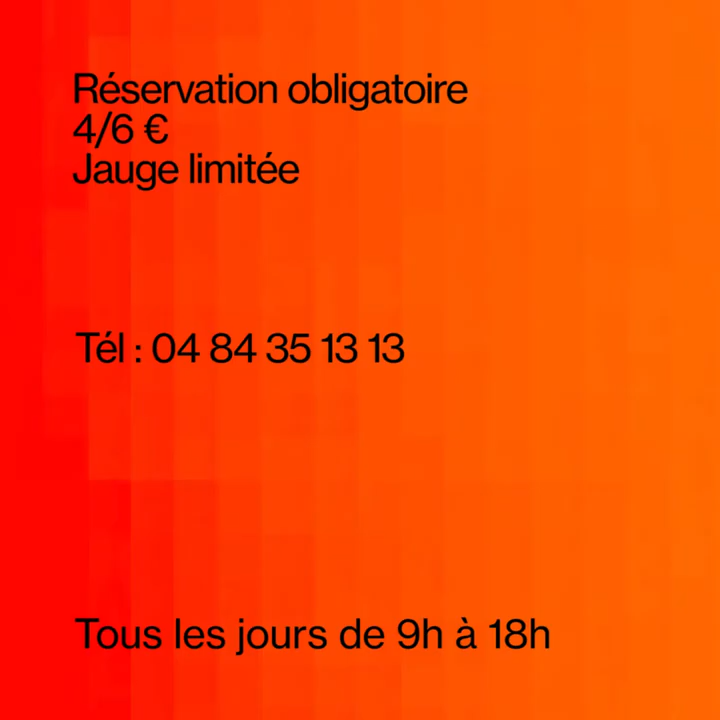 Réservation obligatoire
4/6 €
Jauge limitée
Tél : 04 84 35 13 13
Tous les jours de 9h à 18h